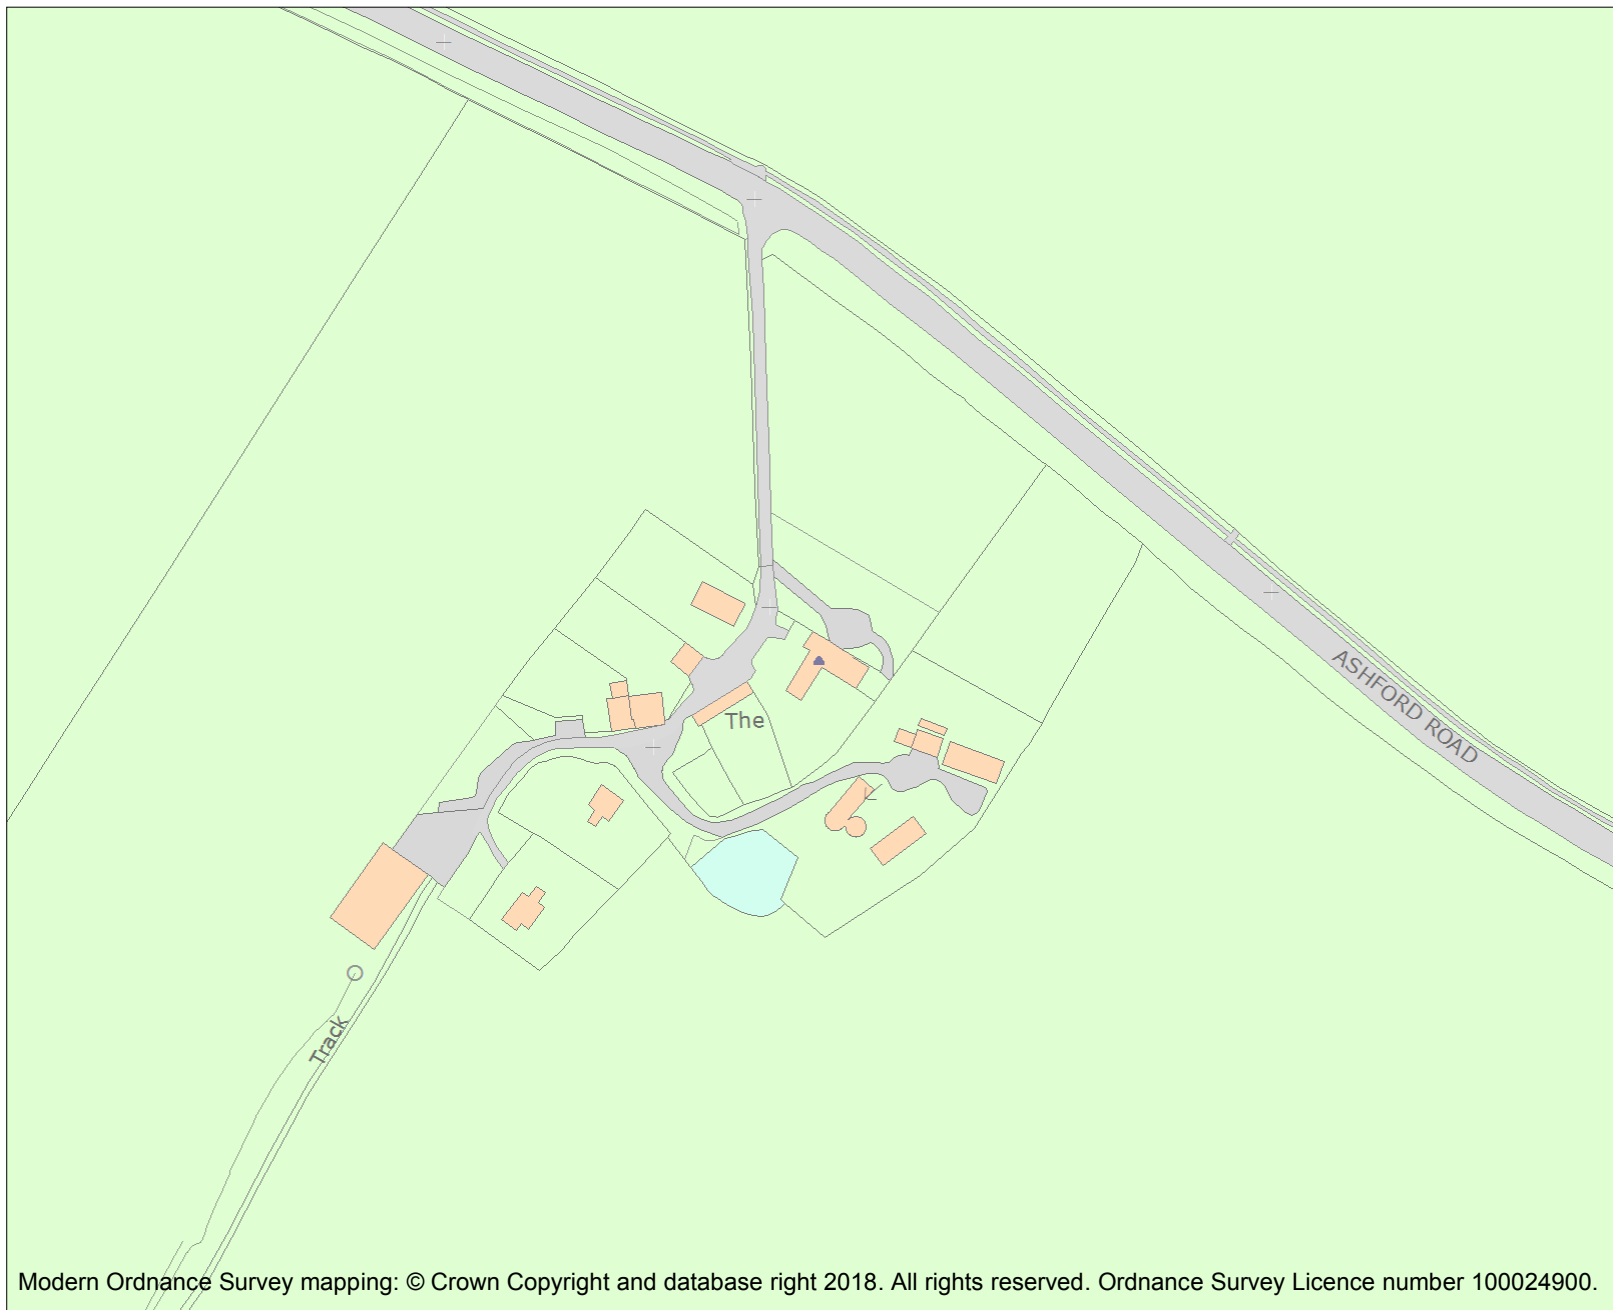 The
ASHFORD ROAD
Track
Modern Ordnance Survey mapping: © Crown Copyright and database right 2018. All rights reserved. Ordnance Survey Licence number 100024900.